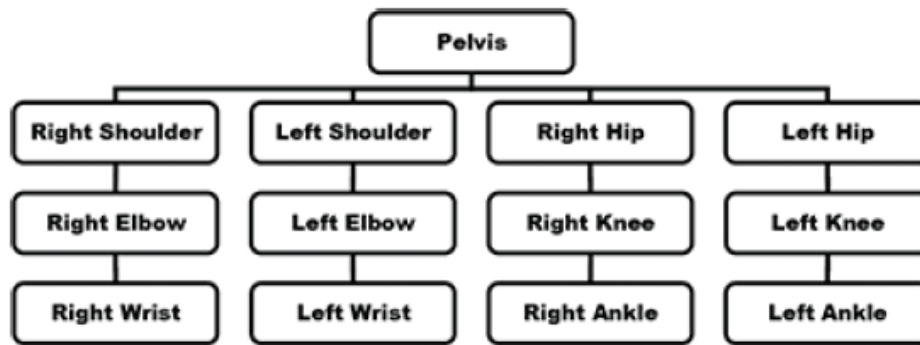 Pelvis
Right Shoulder
Left Shoulder
Right Hip
Left Hip
Right Elbow
Left Elbow
Right Knee
Left Knee
Right Wrist
Left Wrist
Right Ankle
Left Ankle